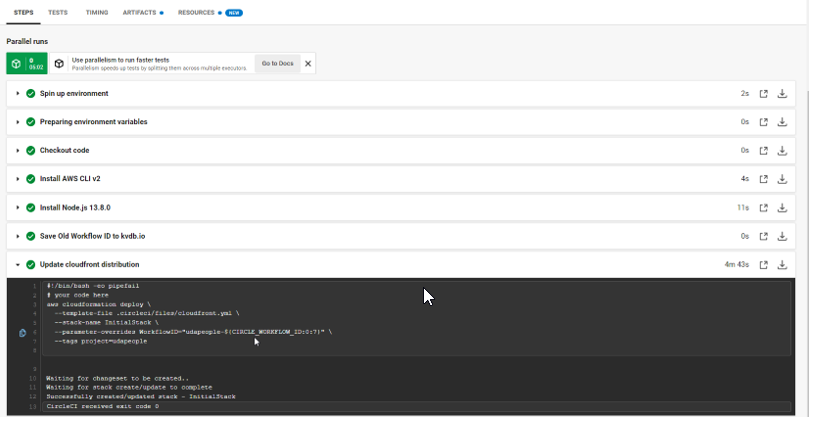 STEPS TESTS TIMING ARTIFACTS RESOURCES NEW
Parallel runs
0
05:02
Use parallelism to run faster tests
Parallelism speeds up tests by splitting them across multiple executors.
Go to Docs
Spin up environment 2s
Preparing environment variables 0s
Checkout code 0s
Install AWS CLI v2 4s
Install Node.js 13.8.0 11s
Save Old Workflow ID to kvdb.io 0s
Update cloudfront distribution 4m 43s
1 #!/bin/bash -eo pipefail
2 # your code here
3 aws cloudformation deploy \
4 --template-file .circleci/files/cloudfront.yml \
5 --stack-name InitialStack \
6 --parameter-overrides WorkflowID="udapeople-${CIRCLE_WORKFLOW_ID:0:7}" \
7 --tags project=udapeople
8
9
10 Waiting for changeset to be created..
11 Waiting for stack create/update to complete
12 Successfully created/updated stack - InitialStack
13 CircleCI received exit code 0